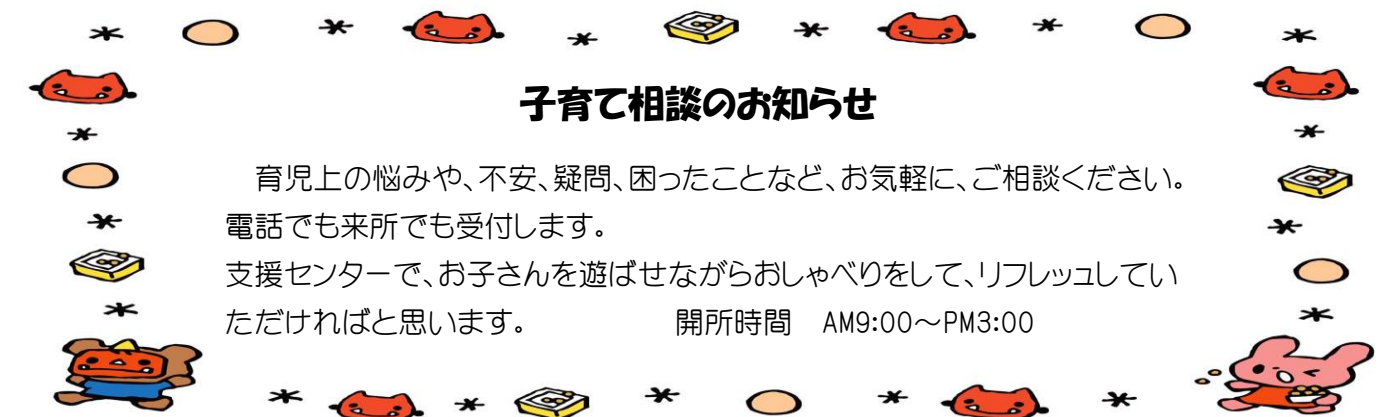 子育て相談のお知らせ
　育児上の悩みや、不安、疑問、困ったことなど、お気軽に、ご相談ください。
電話でも来所でも受付します。
支援センターで、お子さんを遊ばせながらおしゃべりをして、リフレッシュしてい
ただければと思います。　　　　　開所時間　AM9:00～PM3:00